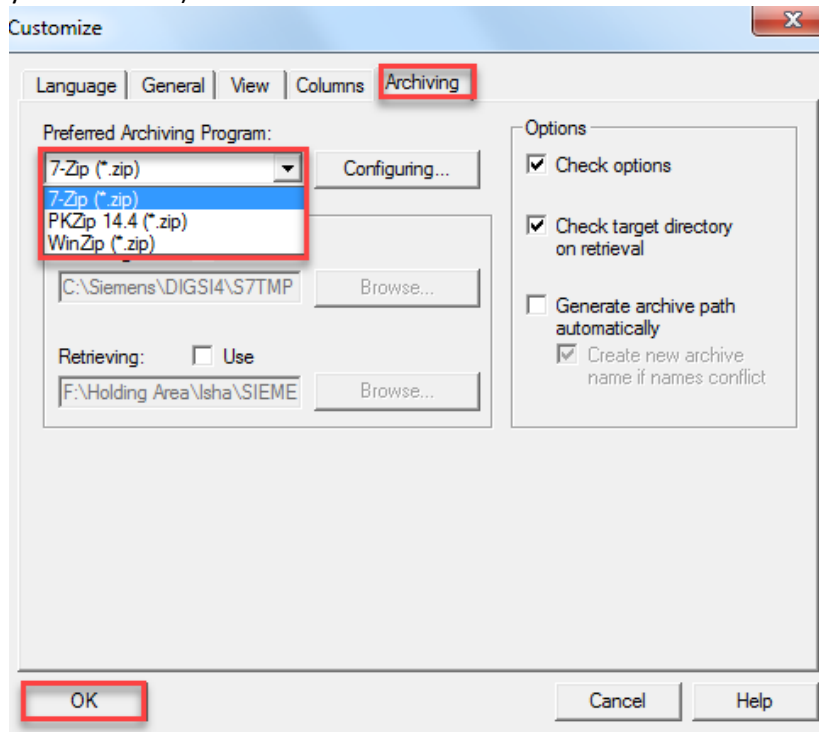 Customize
Language General View Columns Archiving
Preferred Archiving Program:
7-Zip (*.zip)
Configuring...
7-Zip (*.zip)
PKZip 14.4 (*.zip)
WinZip (*.zip)
C:\Siemens\DIGSI4\S7TMP
Browse...
Retrieving:
Use
F:\Holding Area\Isha\SIEME
Browse...
Options
Check options
Check target directory
on retrieval
Generate archive path
automatically
Create new archive
name if names conflict
OK
Cancel
Help